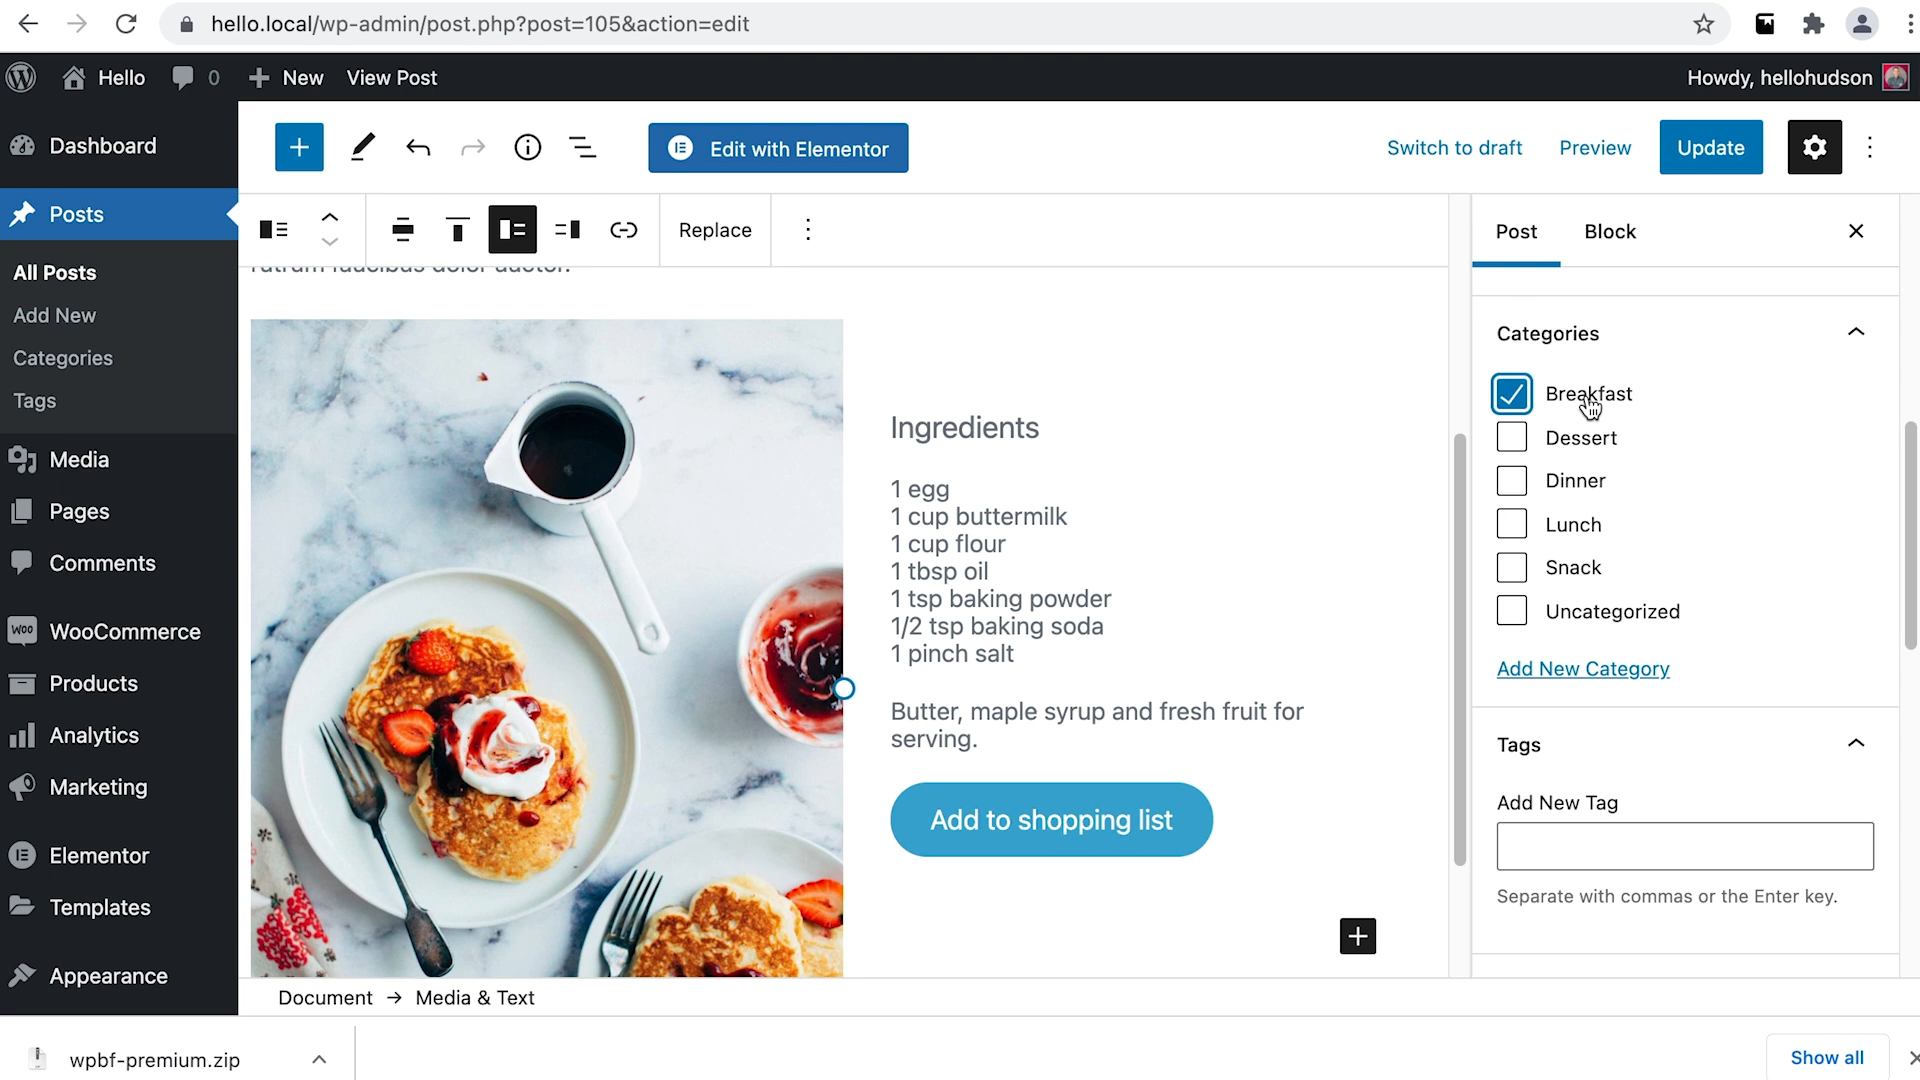 hello.local/wp-admin/post.php?post=105&action=edit
Hello
0
New
View Post
Howdy, hellohudson
Dashboard
Posts
All Posts
Add New
Categories
Tags
Media
Pages
Comments
WOO
WooCommerce
Products
Analytics
Marketing
Elementor
Templates
Appearance
Edit with Elementor
Switch to draft
Preview
Update
Replace
rutrum faucibus dolor auctor.
Ingredients
1 egg
1 cup buttermilk
1 cup flour
1 tbsp oil
1 tsp baking powder
1/2 tsp baking soda
1 pinch salt
Butter, maple syrup and fresh fruit for
serving.
Add to shopping list
Post
Block
Categories
Breakfast
Dessert
Dinner
Lunch
Snack
Uncategorized
Add New Category
Tags
Add New Tag
Separate with commas or the Enter key.
Document → Media & Text
wpbf-premium.zip
Show all